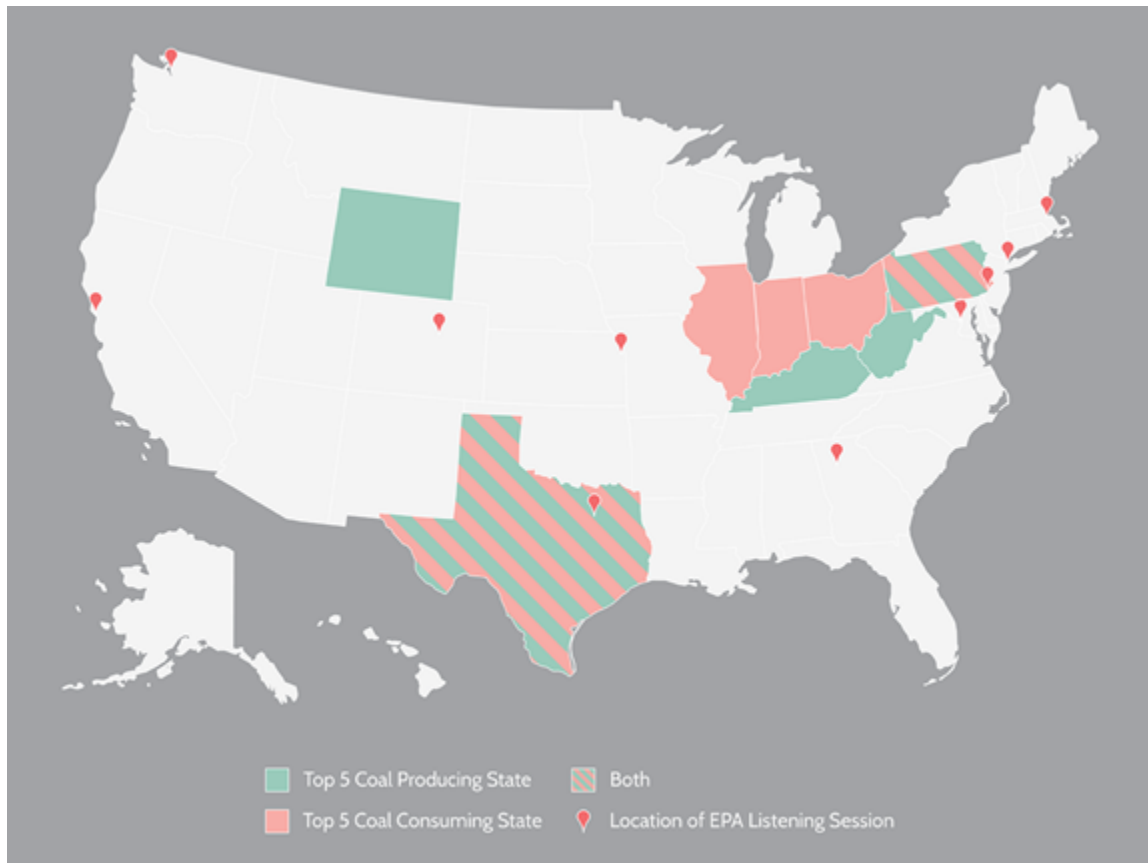 Top 5 Coal Producing State
Both
Top 5 Coal Consuming State
Location of EPA Listening Session